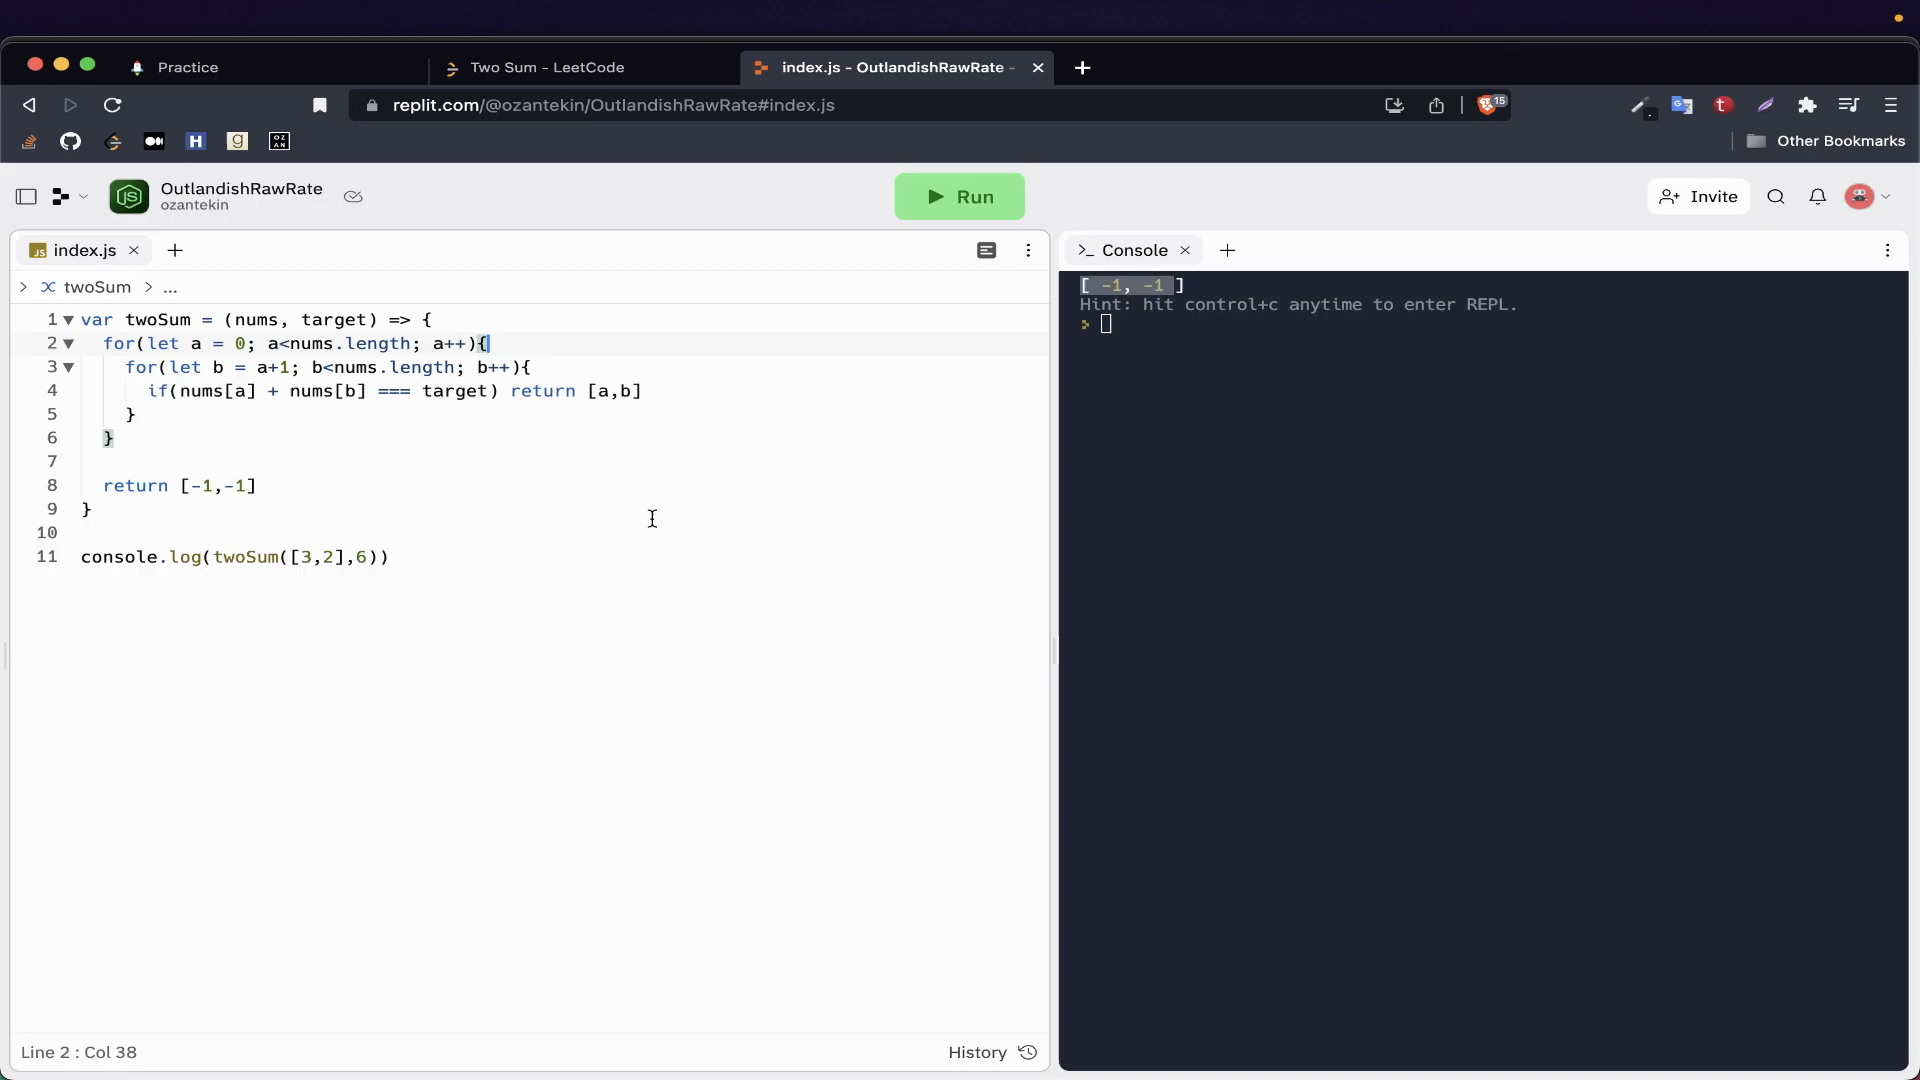 Practice
Two Sum - LeetCode
index.js - OutlandishRawRate -
replit.com/@ozantekin/OutlandishRawRate#index.js
15
t
H
g
OZ
AN
Other Bookmarks
OutlandishRawRate
ozantekin
Run
Invite
JS index.js
>_ Console
twoSum > ...
1 var twoSum = (nums, target) => {
2 for(let a = 0; a<nums.length; a++){
3 for(let b = a+1; b<nums.length; b++){
4 if(nums[a] + nums[b] === target) return [a,b]
5 }
6 }
7
8 return [-1,-1]
9 }
10
11 console.log(twoSum([3,2],6))
[ -1, -1 ]
Hint: hit control+c anytime to enter REPL.
Line 2 : Col 38
History